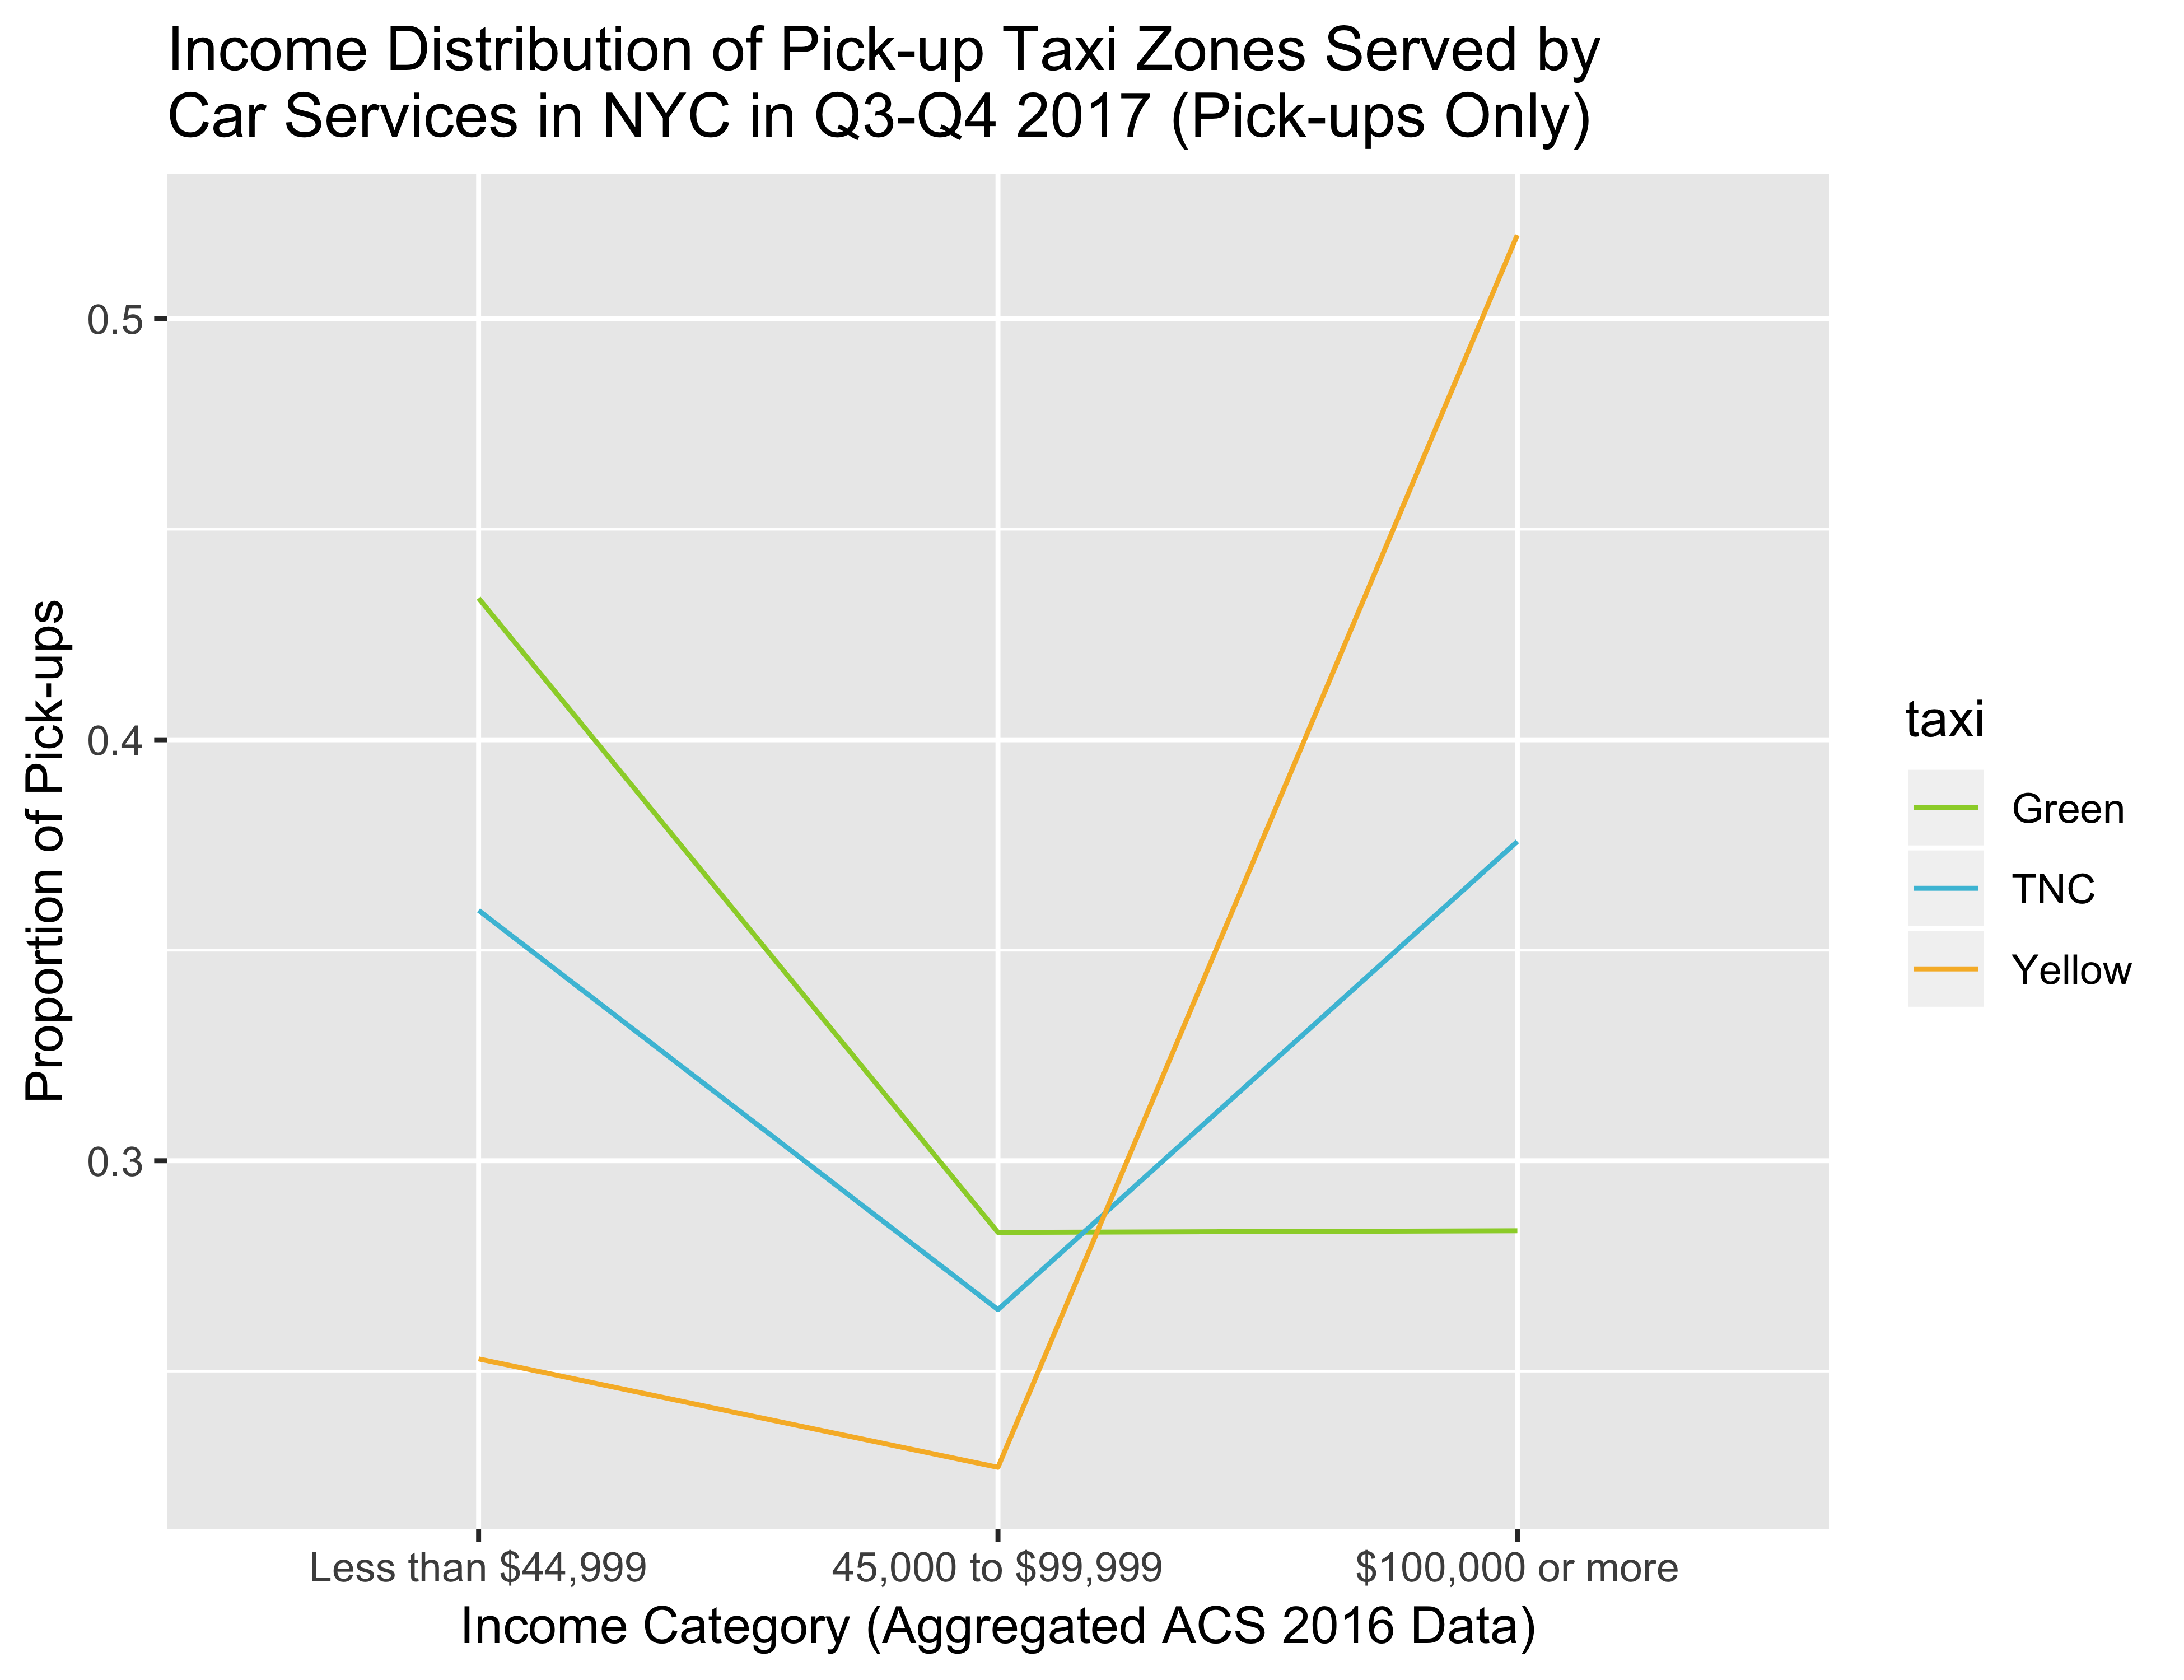 Income Distribution of Pick-up Taxi Zones Served by
Car Services in NYC in Q3-Q4 2017 (Pick-ups Only)
Proportion of Pick-ups
0.5
0.4
0.3
Less than $44,999
45,000 to $99,999
$100,000 or more
Income Category (Aggregated ACS 2016 Data)
taxi
Green
TNC
Yellow